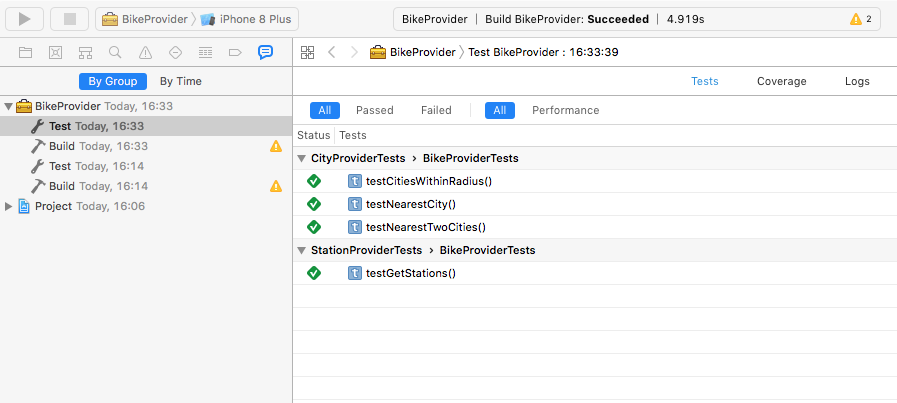 BikeProvider 〉 iPhone 8 Plus
BikeProvider | Build BikeProvider: Succeeded | 4.919s
2
BikeProvider 〉 Test BikeProvider : 16:33:39
By Group By Time
Tests Coverage Logs
BikeProvider Today, 16:33
Test Today, 16:33
Build Today, 16:33
Test Today, 16:14
Build Today, 16:14
Project Today, 16:06
All Passed Failed All Performance
Status Tests
CityProviderTests › BikeProviderTests
t testCitiesWithinRadius()
t testNearestCity()
t testNearestTwoCities()
StationProviderTests › BikeProviderTests
t testGetStations()